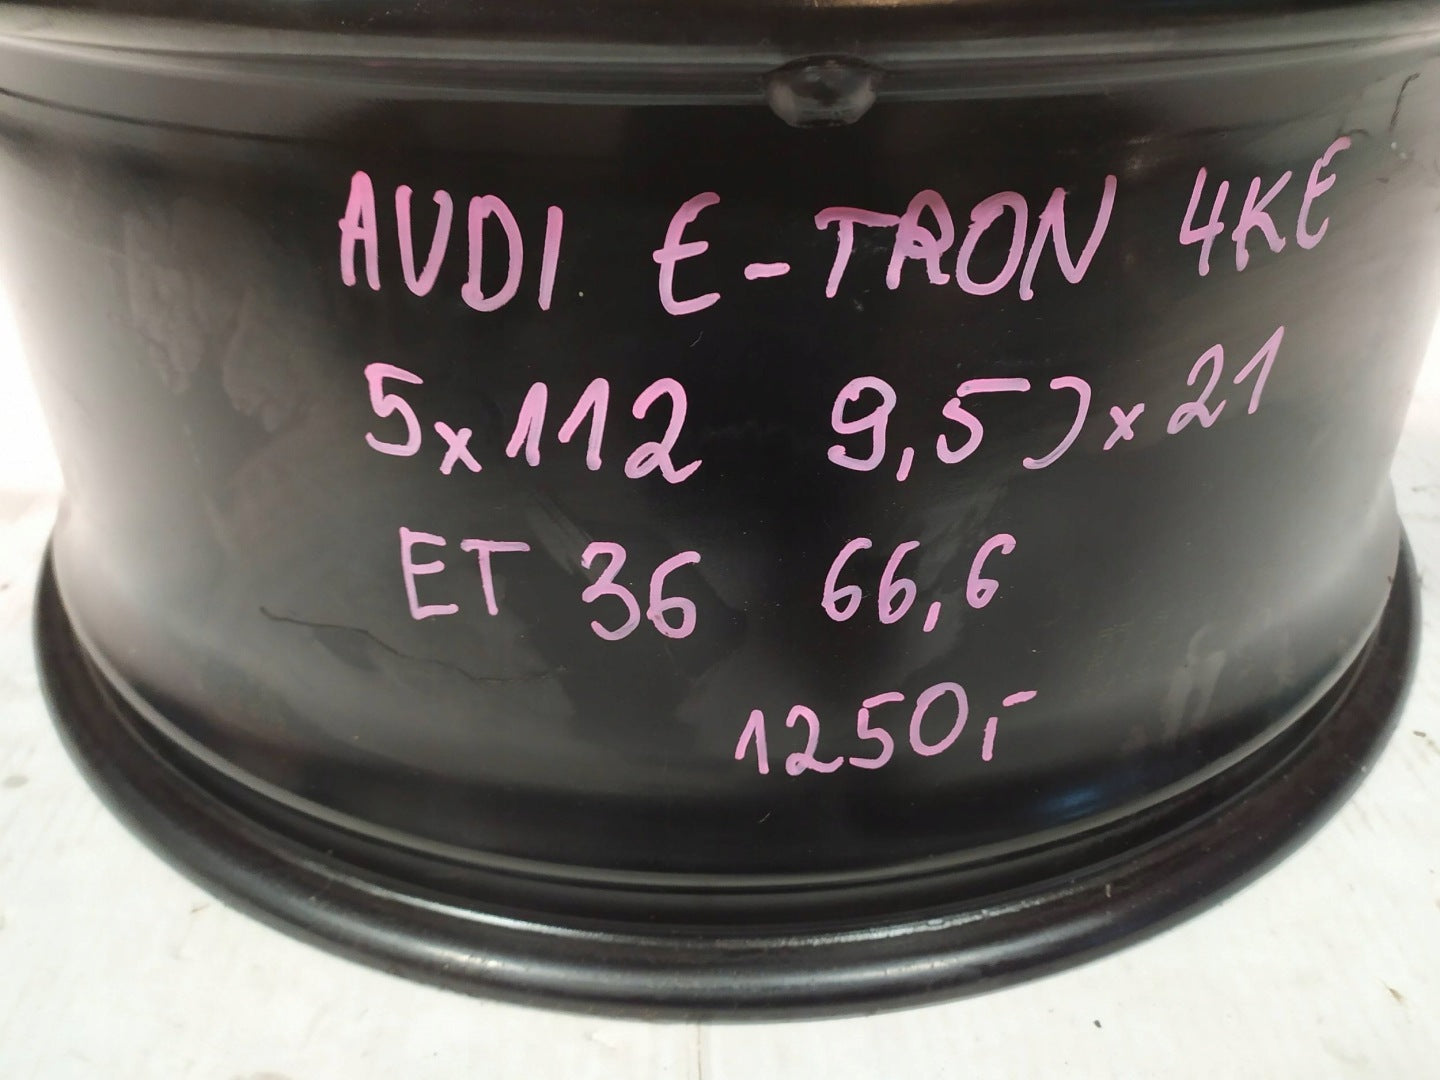 AUDI E-TRON 4KE
5x112 9,5Jx21
ET 36 66,6
1250,-